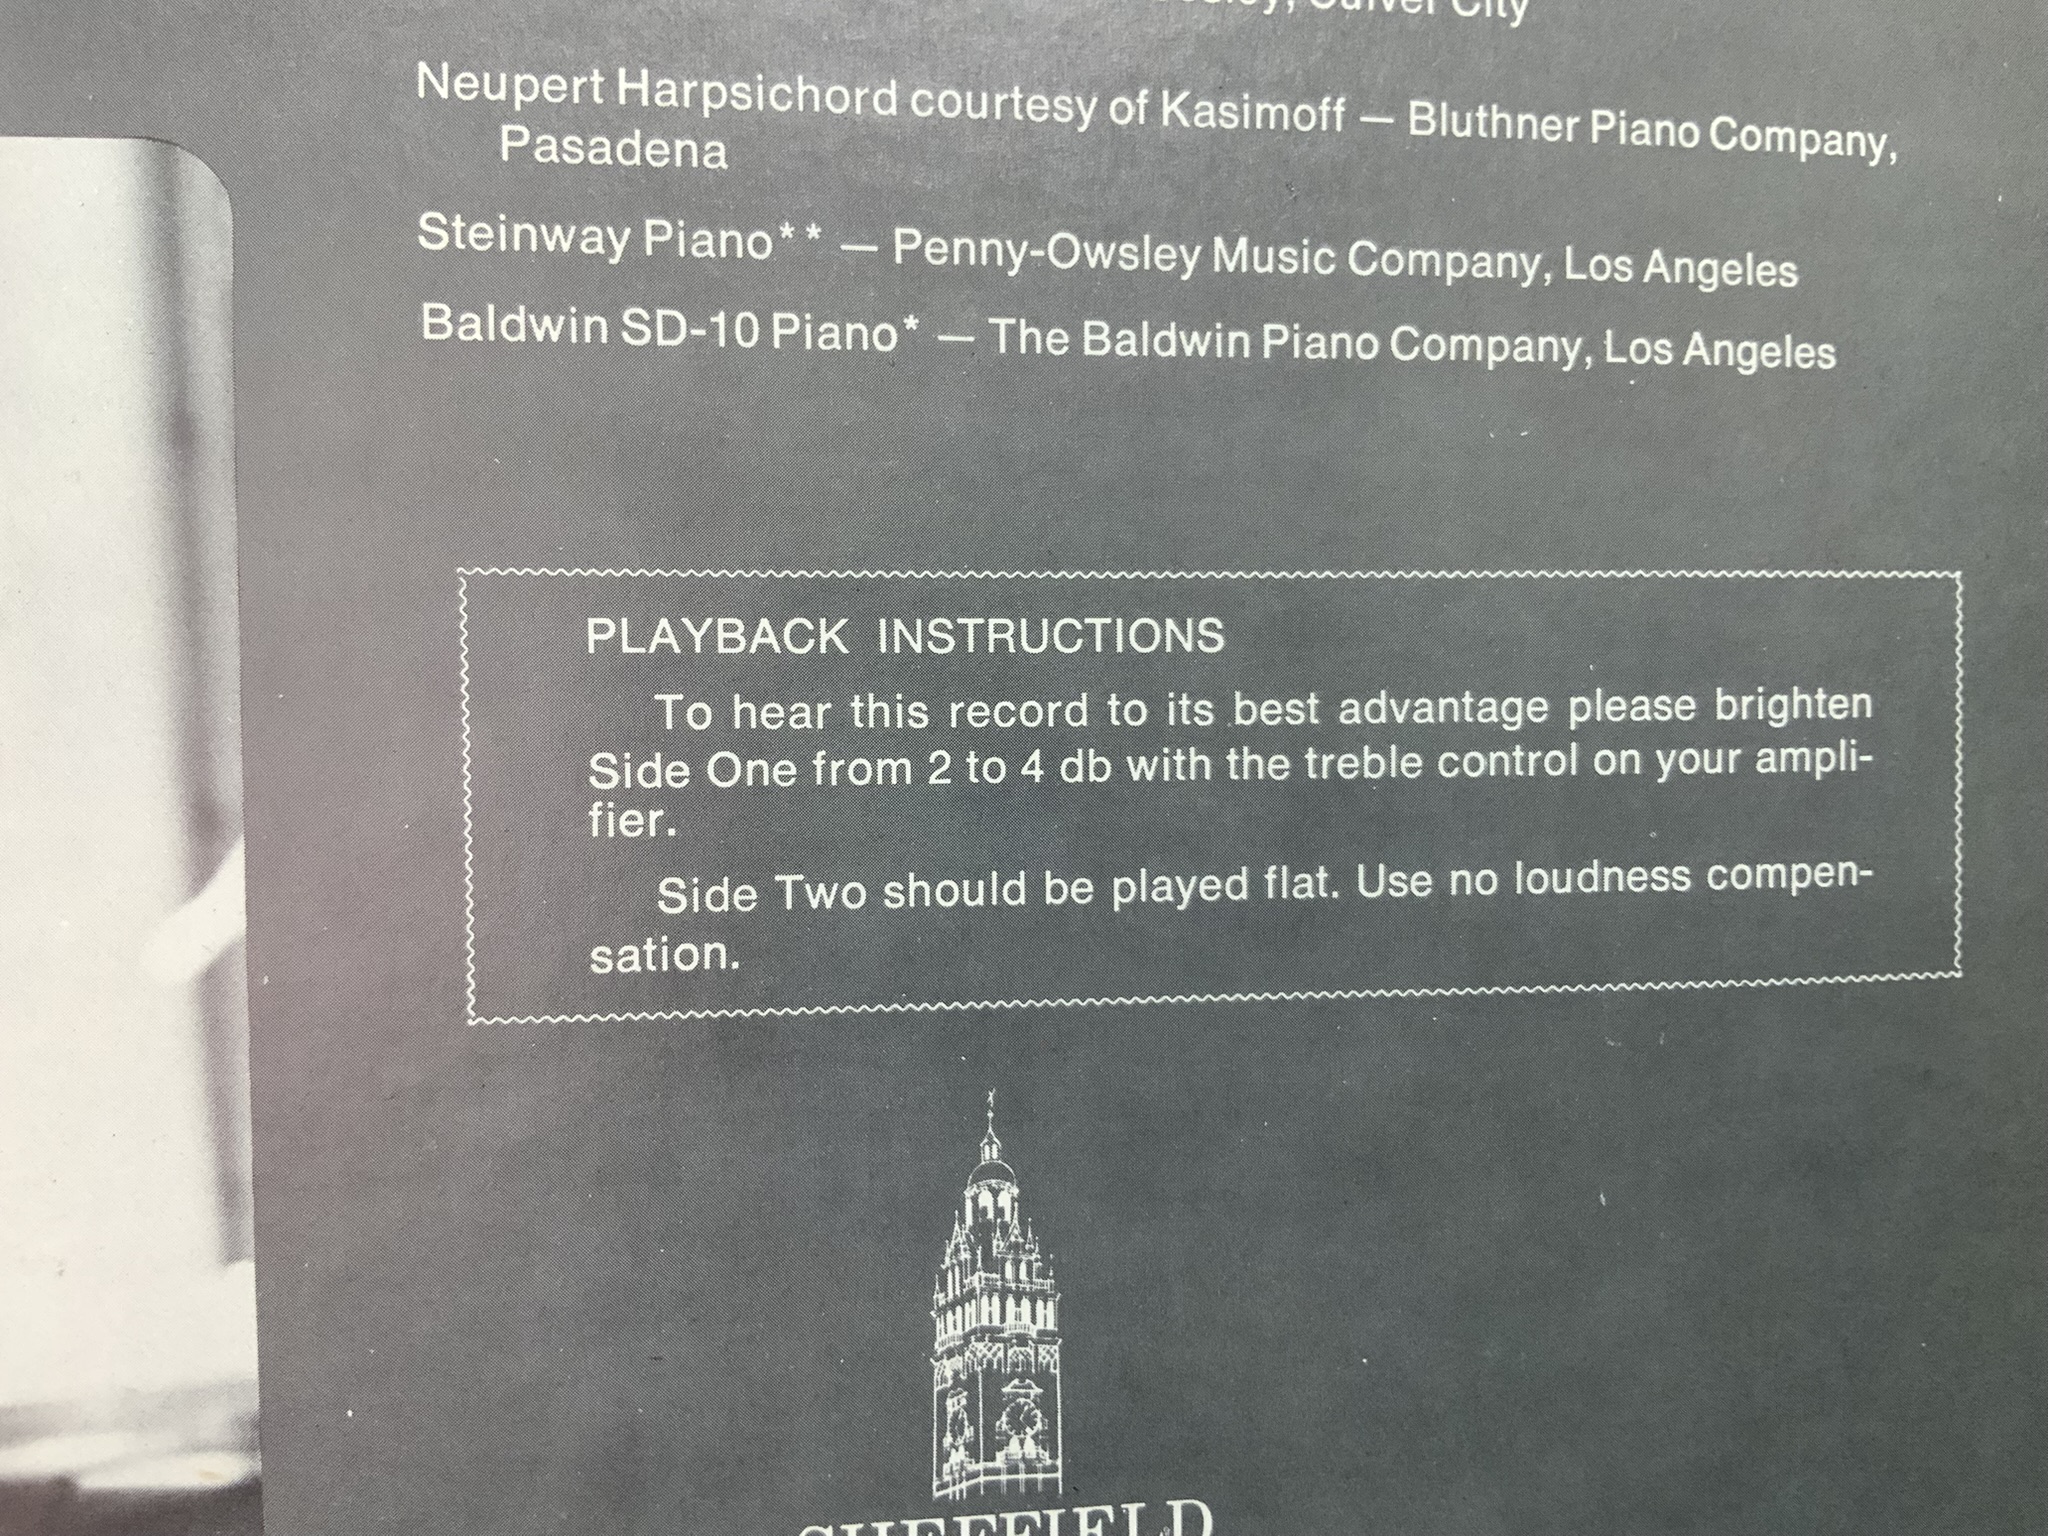 Culver City
Neupert Harpsichord courtesy of Kasimoff — Bluthner Piano Company,
Pasadena
Steinway Piano** — Penny-Owsley Music Company, Los Angeles
Baldwin SD-10 Piano* — The Baldwin Piano Company, Los Angeles
PLAYBACK INSTRUCTIONS
To hear this record to its best advantage please brighten
Side One from 2 to 4 db with the treble control on your ampli-
fier.
Side Two should be played flat. Use no loudness compen-
sation.
SHEFFIELD